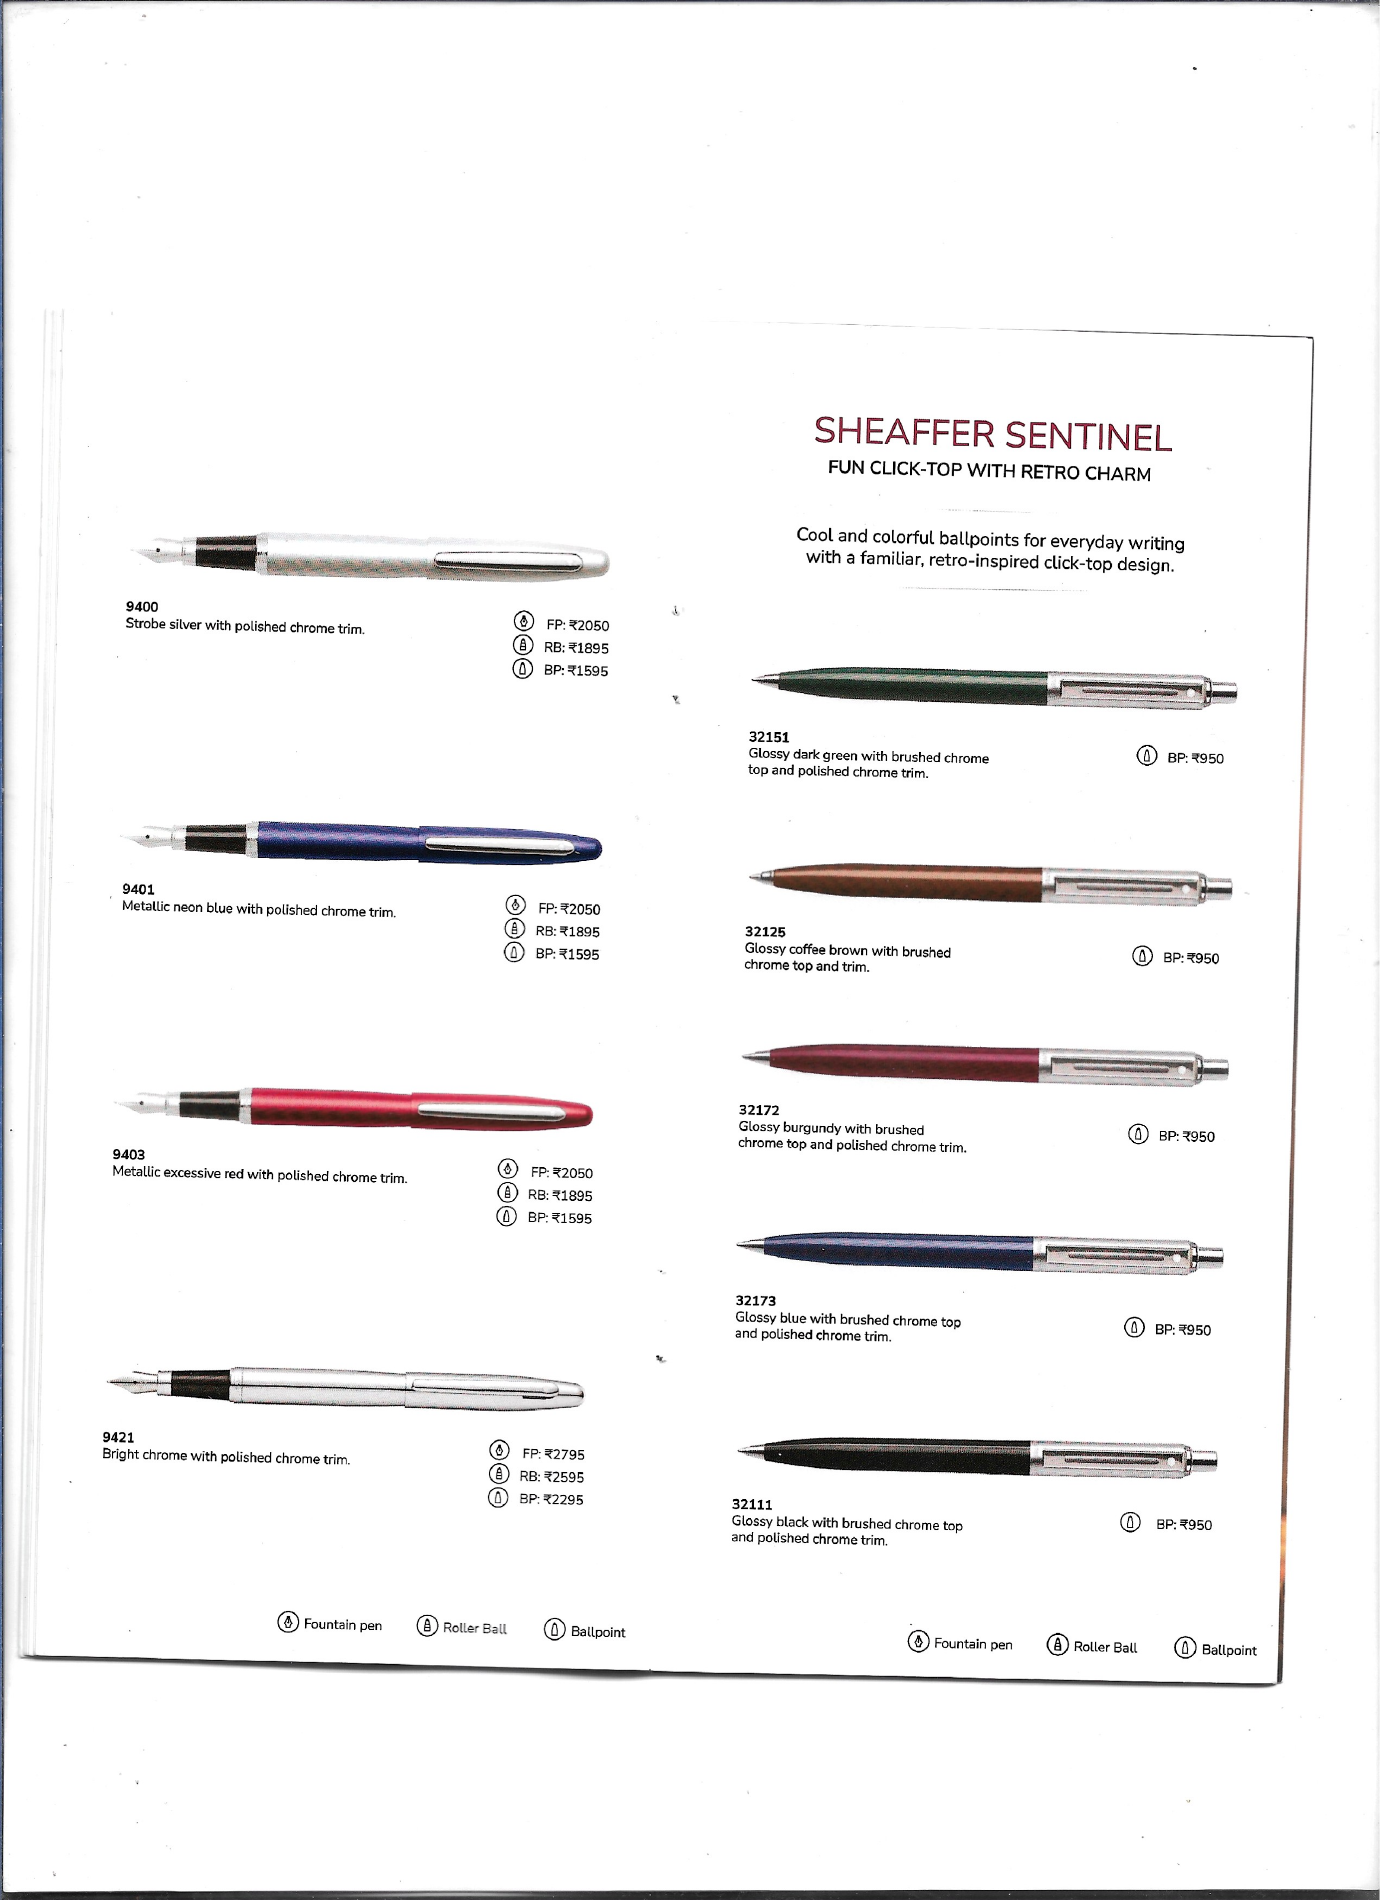 9400
Strobe silver with polished chrome trim.
FP: ₹2050
RB: ₹1895
BP: ₹1595
9401
Metallic neon blue with polished chrome trim.
FP: ₹2050
RB: ₹1895
BP: ₹1595
9403
Metallic excessive red with polished chrome trim.
FP: ₹2050
RB: ₹1895
BP: ₹1595
9421
Bright chrome with polished chrome trim.
FP: ₹2795
RB: ₹2595
BP: ₹2295
Fountain pen Roller Ball Ballpoint
SHEAFFER SENTINEL
FUN CLICK-TOP WITH RETRO CHARM
Cool and colorful ballpoints for everyday writing
with a familiar, retro-inspired click-top design.
32151
Glossy dark green with brushed chrome
top and polished chrome trim.
BP: ₹950
32125
Glossy coffee brown with brushed
chrome top and trim.
BP: ₹950
32172
Glossy burgundy with brushed
chrome top and polished chrome trim.
BP: ₹950
32173
Glossy blue with brushed chrome top
and polished chrome trim.
BP: ₹950
32111
Glossy black with brushed chrome top
and polished chrome trim.
BP: ₹950
Fountain pen Roller Ball Ballpoint